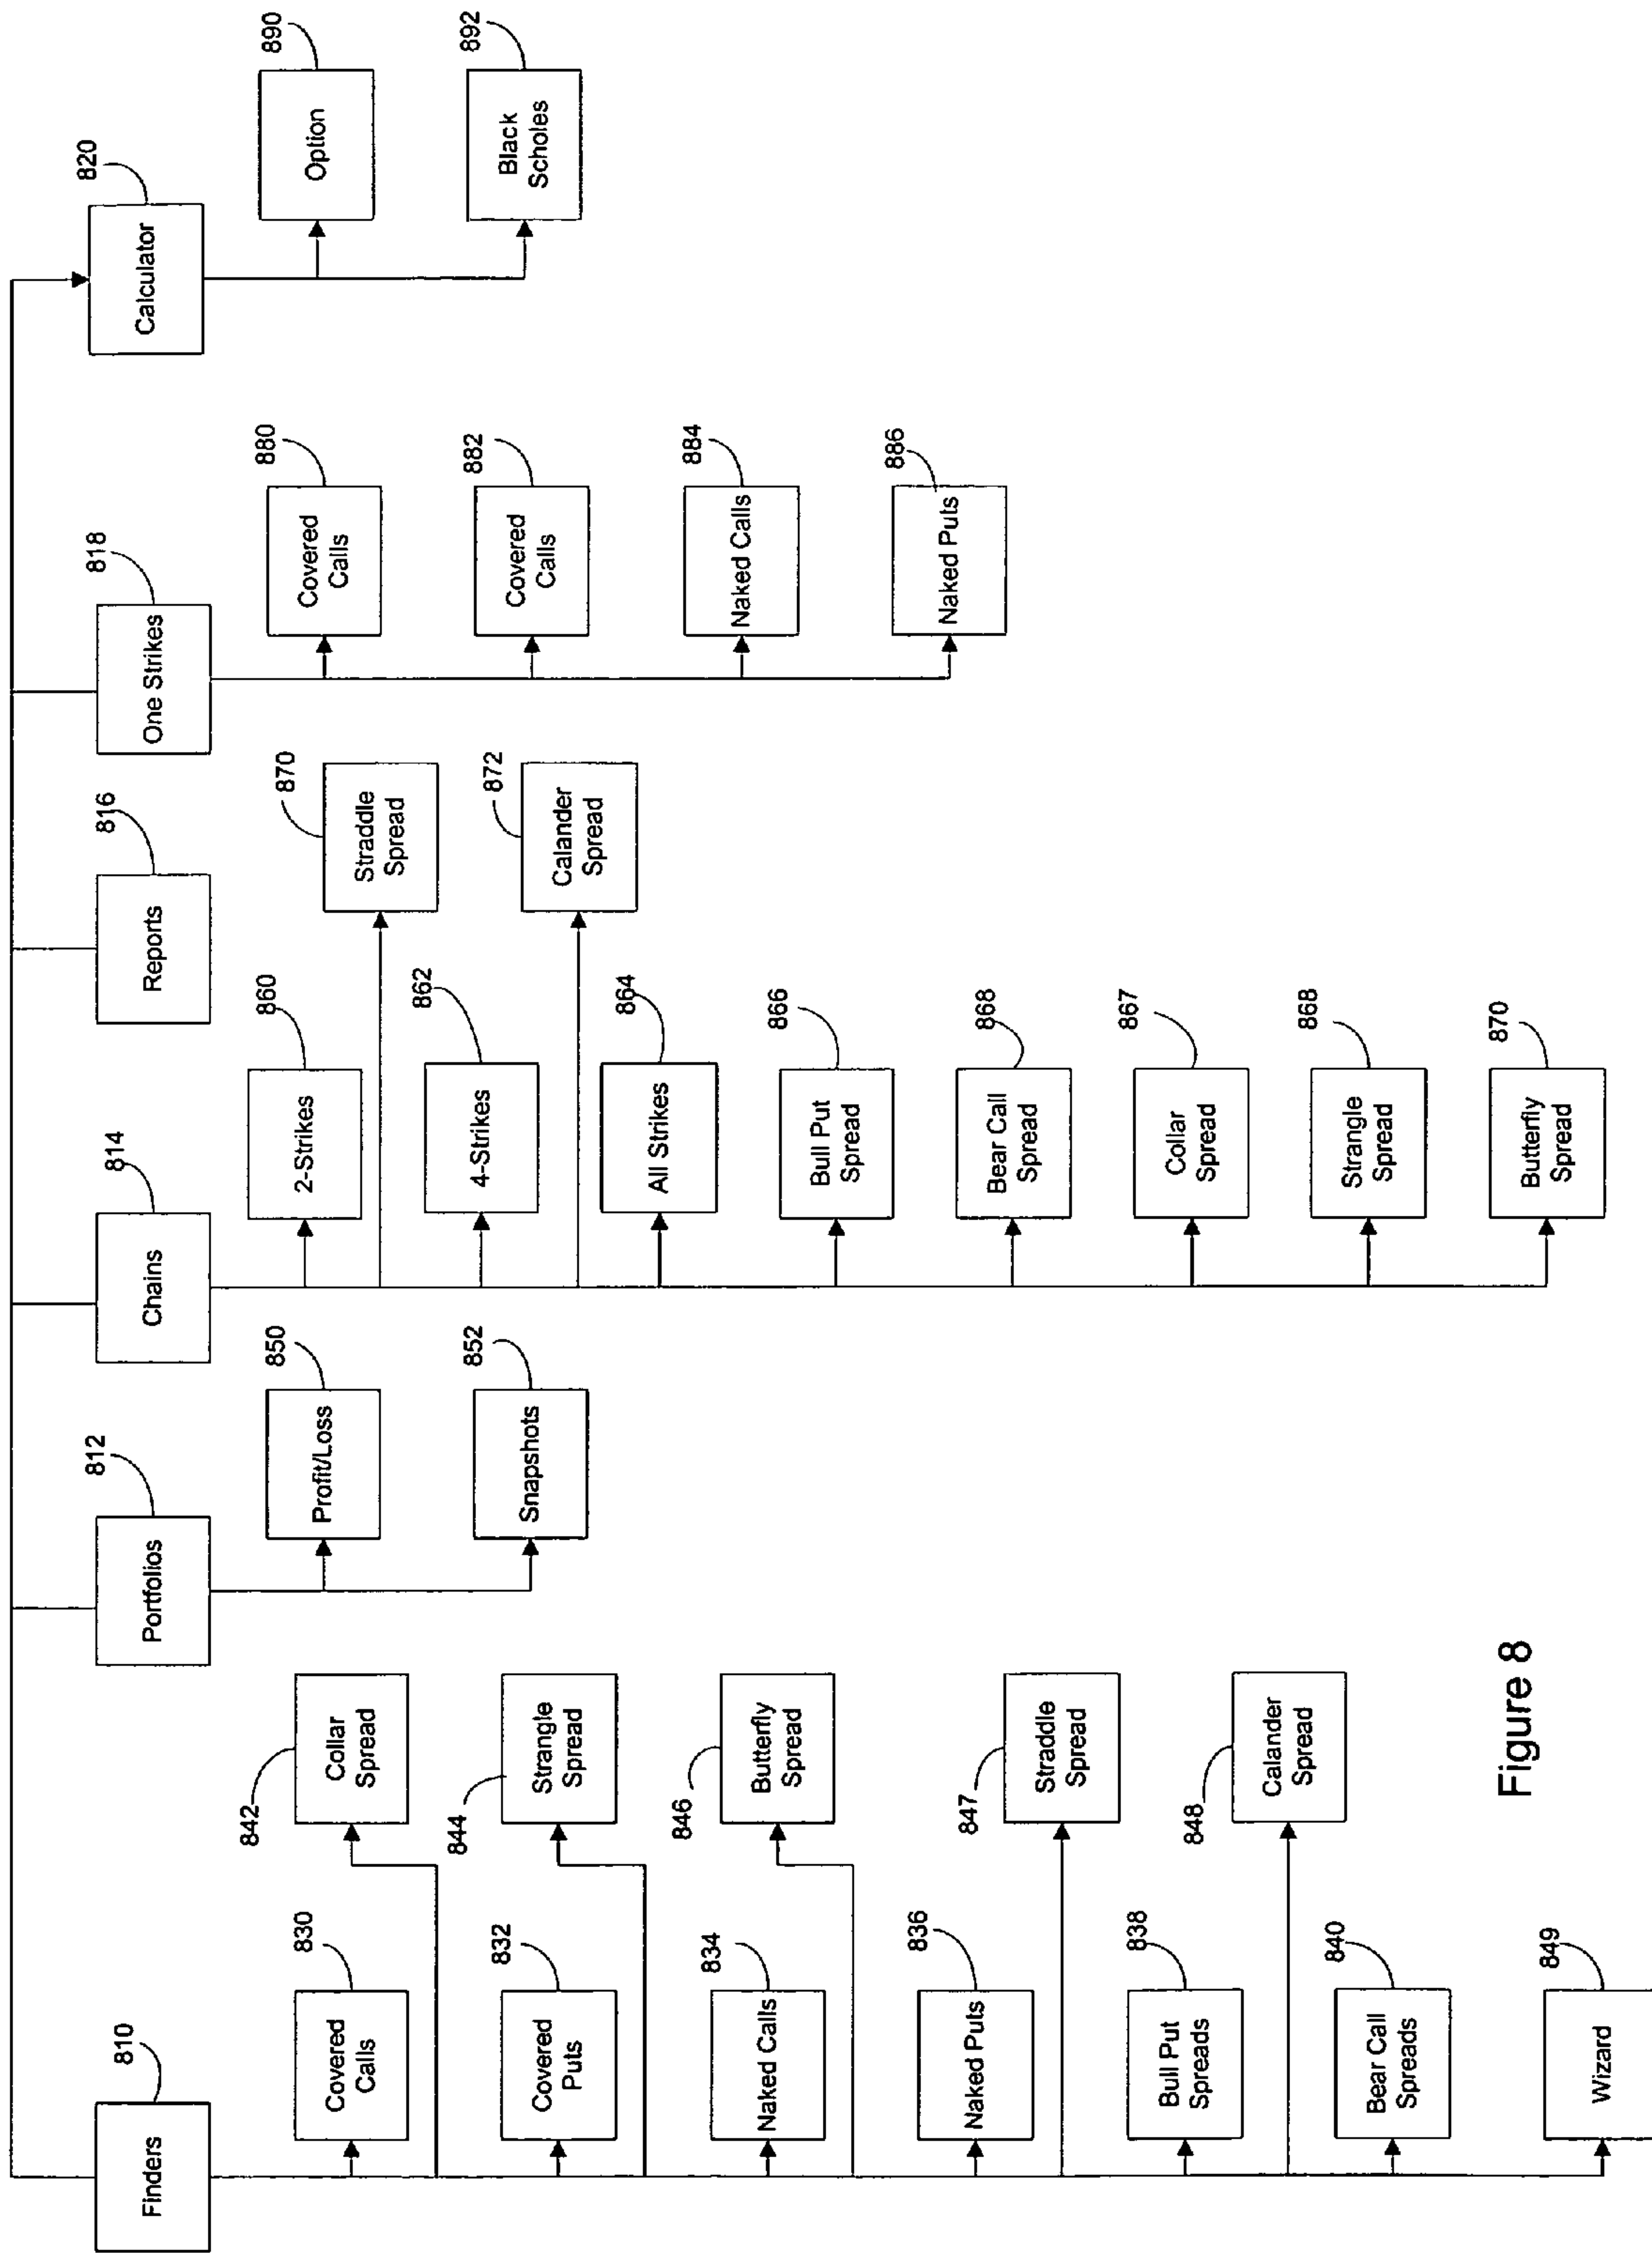 810
Finders
812
Portfolios
814
Chains
816
Reports
818
One Strikes
820
Calculator
830
Covered
Calls
832
Covered
Puts
834
Naked Calls
836
Naked Puts
838
Bull Put
Spreads
840
Bear Call
Spreads
849
Wizard
842
Collar
Spread
844
Strangle
Spread
846
Butterfly
Spread
847
Straddle
Spread
848
Calander
Spread
850
Profit/Loss
852
Snapshots
860
2-Strikes
862
4-Strikes
864
All Strikes
866
Bull Put
Spread
868
Bear Call
Spread
867
Collar
Spread
868
Strangle
Spread
870
Butterfly
Spread
870
Straddle
Spread
872
Calander
Spread
880
Covered
Calls
882
Covered
Calls
884
Naked Calls
886
Naked Puts
890
Option
892
Black
Scholes
Figure 8